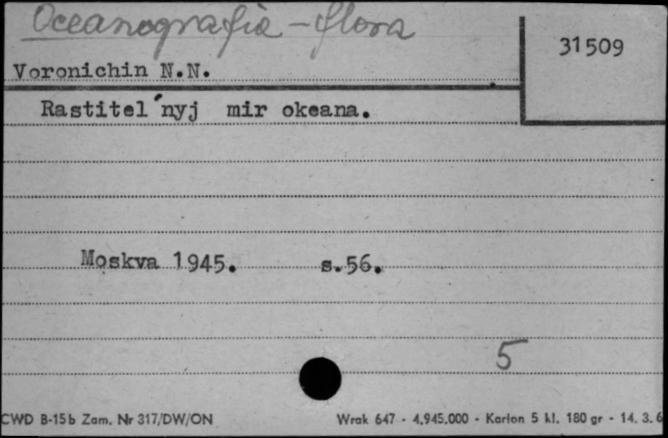 Oceanografia - flora
31509
Voronichin N.N.
Rastitel'nyj mir okeana.
Moskva 1945. s.56.
5
CWD B-15b Zam. Nr 317/DW/ON Wrak 647 - 4.945.000 - Karton 5 kl. 180 gr - 14. 3. 6